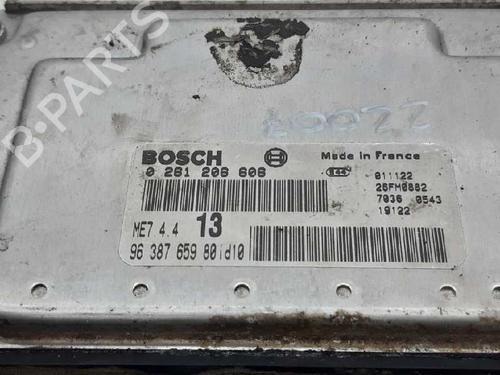 B-PARTS
20022
BOSCH
Made in France
0 261 206 606
011122
26FM0882
7036 0543
19122
ME7.4.4 13
96 387 659 80 id10